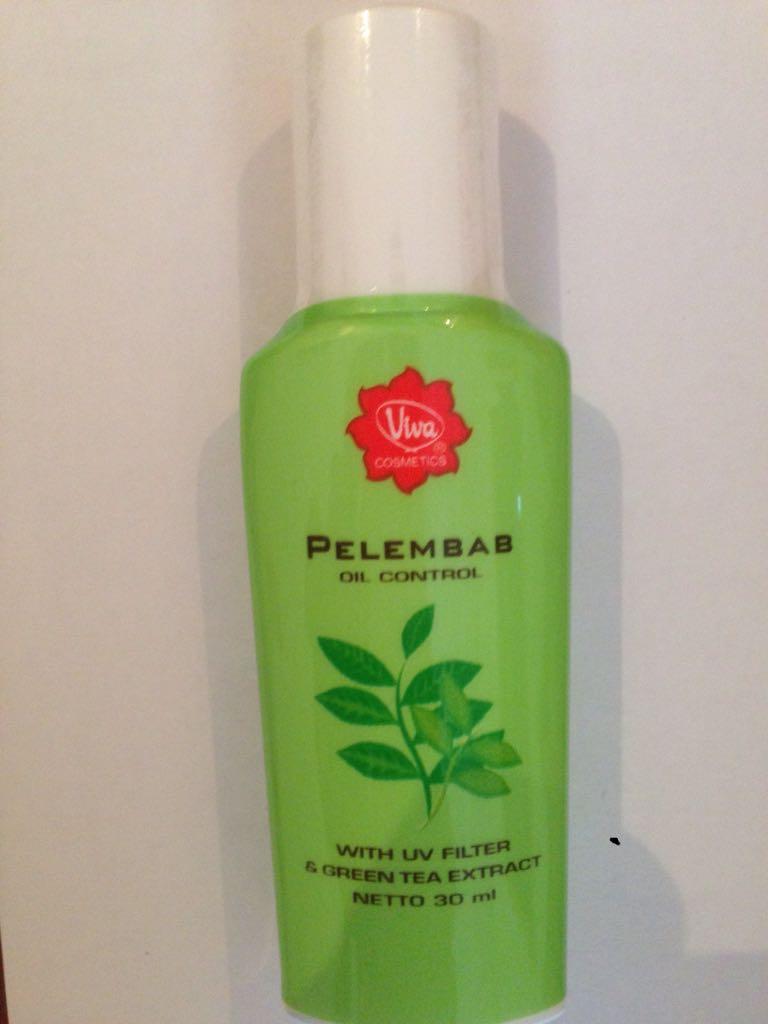 Viva®
COSMETICS
PELEMBAB
OIL CONTROL
WITH UV FILTER
& GREEN TEA EXTRACT
NETTO 30 ml